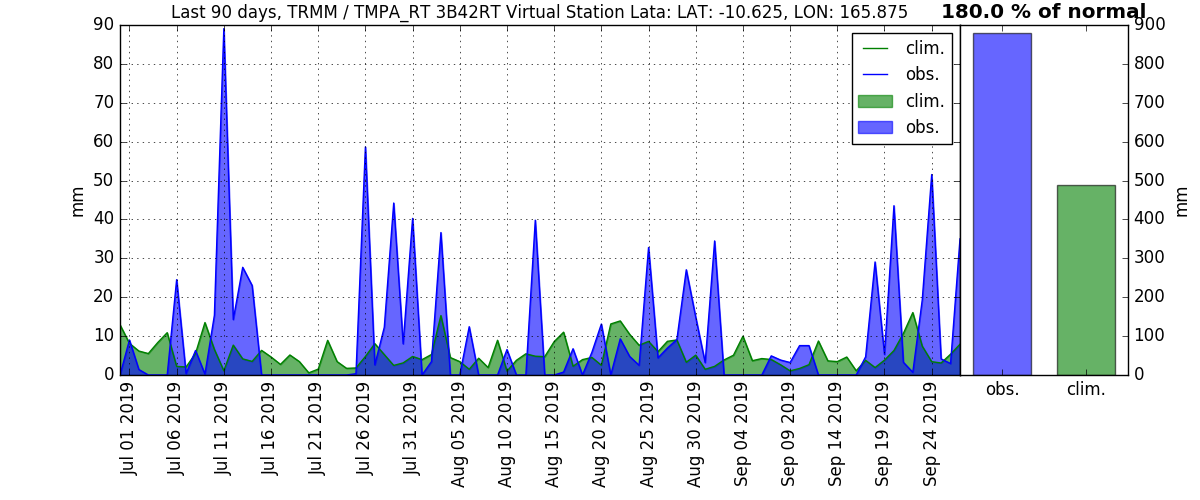 Last 90 days, TRMM / TMPA_RT 3B42RT Virtual Station Lata: LAT: -10.625, LON: 165.875
180.0 % of normal
90
80
70
60
50
40
30
20
10
0
mm
clim.
obs.
clim.
obs.
900
800
700
600
500
400
300
200
100
0
mm
Jul 01 2019
Jul 06 2019
Jul 11 2019
Jul 16 2019
Jul 21 2019
Jul 26 2019
Jul 31 2019
Aug 05 2019
Aug 10 2019
Aug 15 2019
Aug 20 2019
Aug 25 2019
Aug 30 2019
Sep 04 2019
Sep 09 2019
Sep 14 2019
Sep 19 2019
Sep 24 2019
obs.
clim.